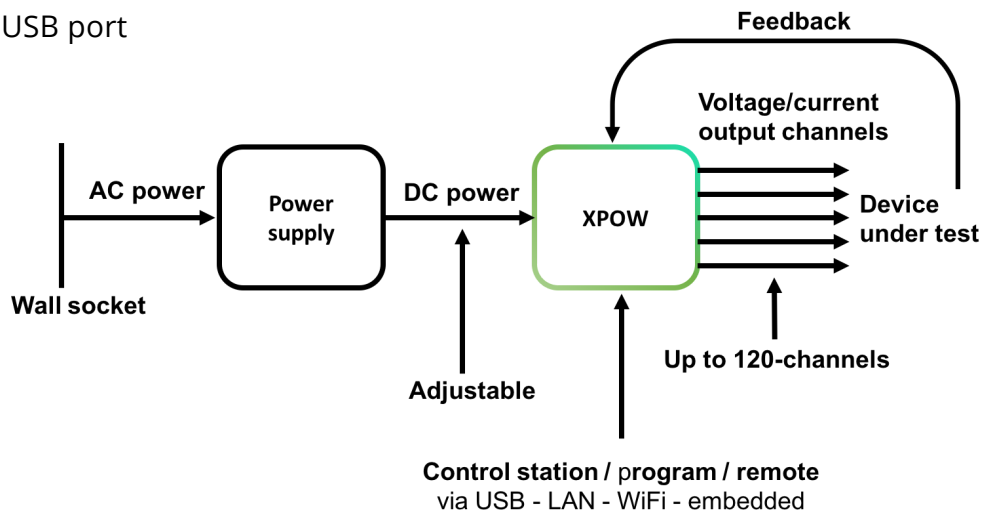 USB port
Feedback
Voltage/current
output channels
AC power
DC power
Power
supply
XPOW
Device
under test
Wall socket
Up to 120-channels
Adjustable
Control station / program / remote
via USB - LAN - WiFi - embedded